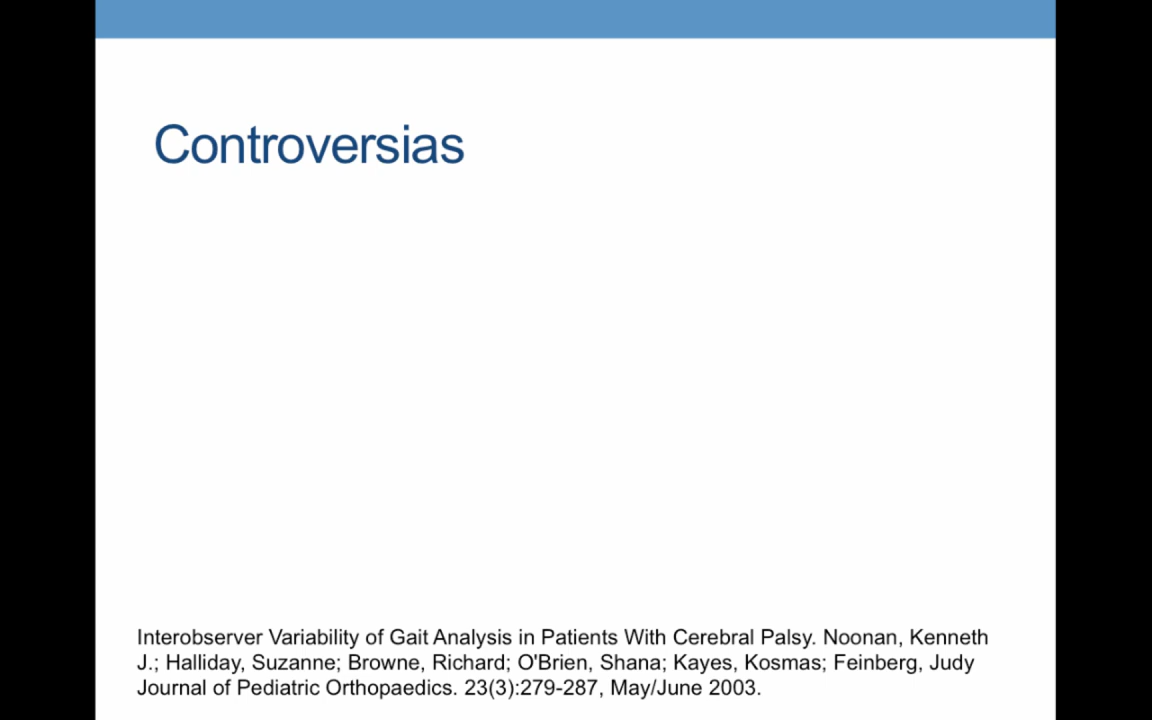 Controversias
Interobserver Variability of Gait Analysis in Patients With Cerebral Palsy. Noonan, Kenneth
J.; Halliday, Suzanne; Browne, Richard; O'Brien, Shana; Kayes, Kosmas; Feinberg, Judy
Journal of Pediatric Orthopaedics. 23(3):279-287, May/June 2003.